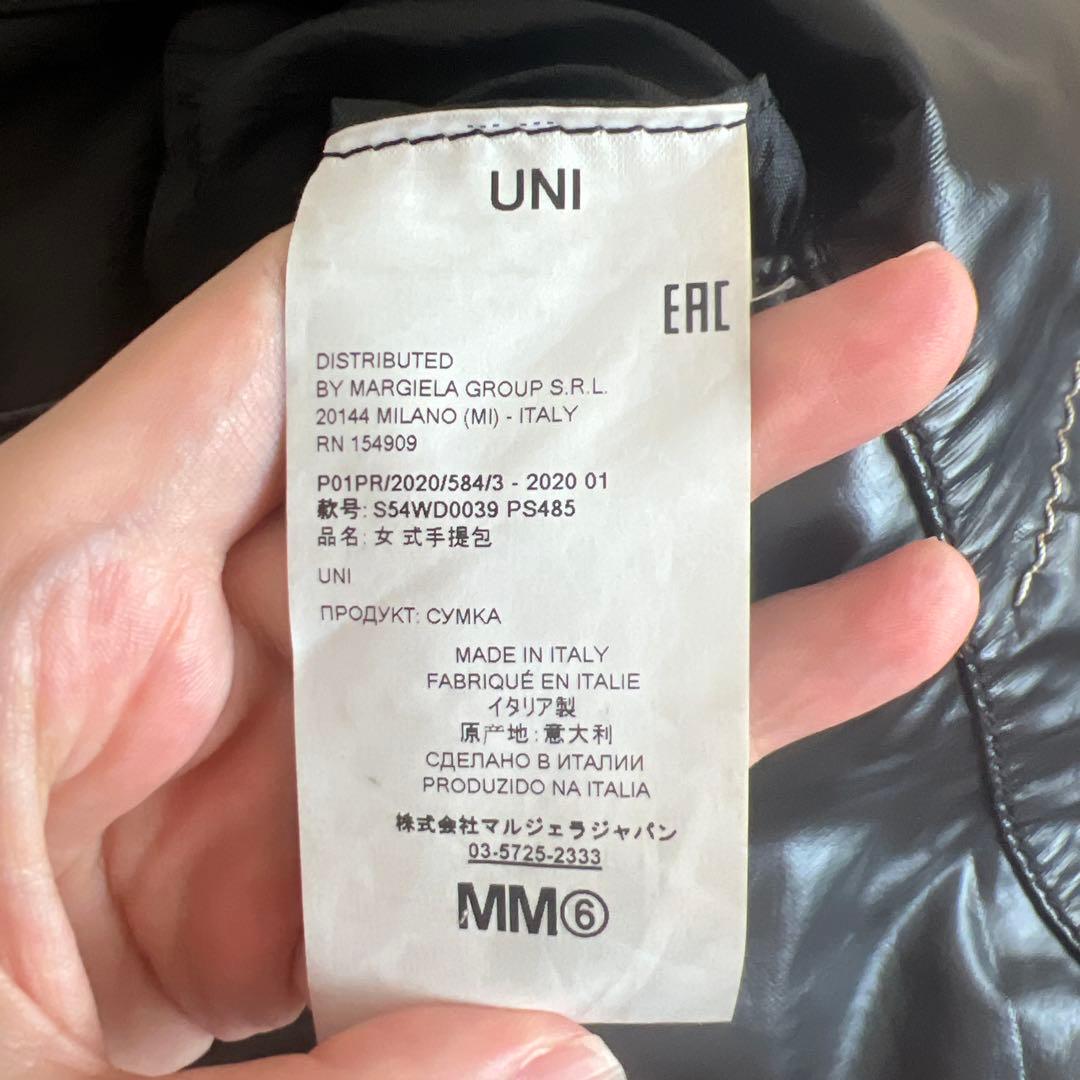 UNI
EAC
DISTRIBUTED
BY MARGIELA GROUP S.R.L.
20144 MILANO (MI) - ITALY
RN 154909
P01PR/2020/584/3 - 2020 01
款号: S54WD0039 PS485
品名: 女 式手提包
UNI
ПРОДУКТ: СУМКА
MADE IN ITALY
FABRIQUÉ EN ITALIE
イタリア製
原产地:意大利
СДЕЛАНО В ИТАЛИИ
PRODUZIDO NA ITALIA
株式会社マルジェラジャパン
03-5725-2333
MM⑥